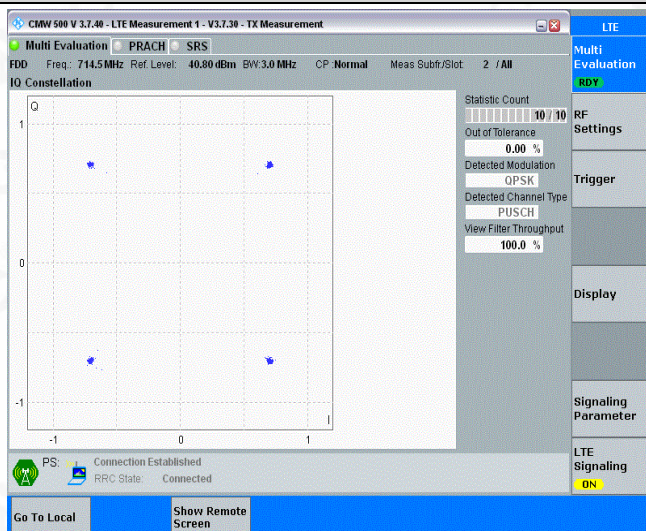 CMW 500 V 3.7.40 - LTE Measurement 1 - V3.7.30 - TX Measurement
LTE
Multi Evaluation PRACH SRS
FDD Freq.: 714.5 MHz Ref. Level: 40.80 dBm BW:3.0 MHz CP :Normal Meas Subfr./Slot: 2 / All
IQ Constellation
Q
1
0
-1
-1 0 1
I
Statistic Count
10 / 10
Out of Tolerance
0.00 %
Detected Modulation
QPSK
Detected Channel Type
PUSCH
View Filter Throughput
100.0 %
Multi
Evaluation
RDY
RF
Settings
Trigger
Display
Signaling
Parameter
LTE
Signaling
ON
PS: Connection Established
RRC State: Connected
Go To Local
Show Remote
Screen